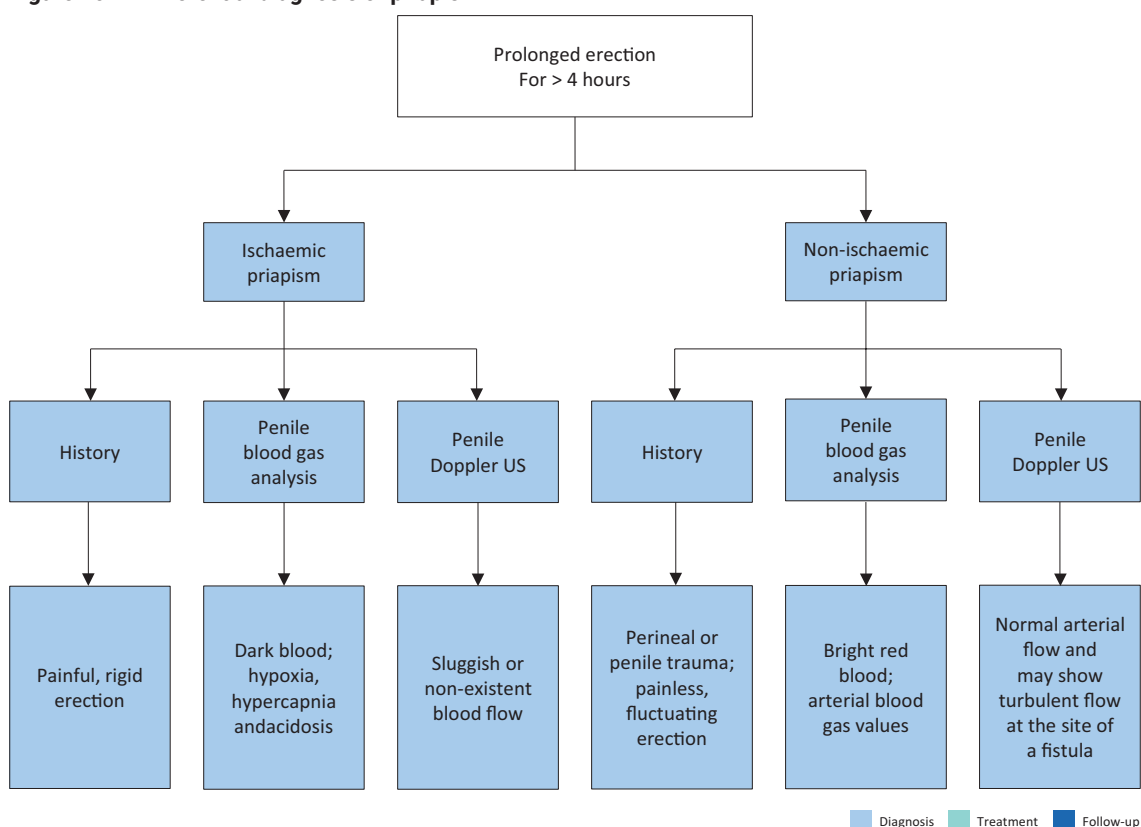 Prolonged erection
For > 4 hours
Ischaemic
priapism
Non-ischaemic
priapism
History
Penile
blood gas
analysis
Penile
Doppler US
History
Penile
blood gas
analysis
Penile
Doppler US
Painful, rigid
erection
Dark blood;
hypoxia,
hypercapnia
andacidosis
Sluggish or
non-existent
blood flow
Perineal or
penile trauma;
painless,
fluctuating
erection
Bright red
blood;
arterial blood
gas values
Normal arterial
flow and
may show
turbulent flow
at the site of
a fistula
Diagnosis
Treatment
Follow-up